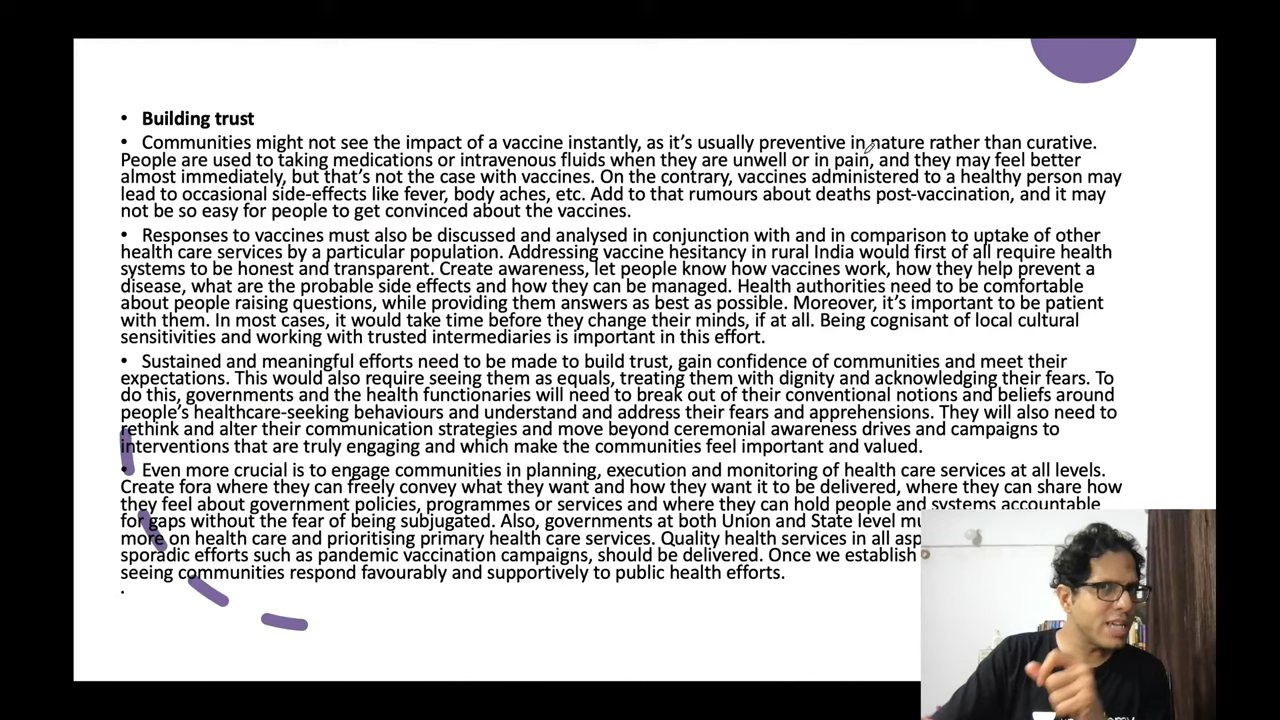 • Building trust
• Communities might not see the impact of a vaccine instantly, as it’s usually preventive in nature rather than curative.
People are used to taking medications or intravenous fluids when they are unwell or in pain, and they may feel better
almost immediately, but that’s not the case with vaccines. On the contrary, vaccines administered to a healthy person may
lead to occasional side-effects like fever, body aches, etc. Add to that rumours about deaths post-vaccination, and it may
not be so easy for people to get convinced about the vaccines.
• Responses to vaccines must also be discussed and analysed in conjunction with and in comparison to uptake of other
health care services by a particular population. Addressing vaccine hesitancy in rural India would first of all require health
systems to be honest and transparent. Create awareness, let people know how vaccines work, how they help prevent a
disease, what are the probable side effects and how they can be managed. Health authorities need to be comfortable
about people raising questions, while providing them answers as best as possible. Moreover, it’s important to be patient
with them. In most cases, it would take time before they change their minds, if at all. Being cognisant of local cultural
sensitivities and working with trusted intermediaries is important in this effort.
• Sustained and meaningful efforts need to be made to build trust, gain confidence of communities and meet their
expectations. This would also require seeing them as equals, treating them with dignity and acknowledging their fears. To
do this, governments and the health functionaries will need to break out of their conventional notions and beliefs around
people’s healthcare-seeking behaviours and understand and address their fears and apprehensions. They will also need to
rethink and alter their communication strategies and move beyond ceremonial awareness drives and campaigns to
interventions that are truly engaging and which make the communities feel important and valued.
• Even more crucial is to engage communities in planning, execution and monitoring of health care services at all levels.
Create fora where they can freely convey what they want and how they want it to be delivered, where they can share how
they feel about government policies, programmes or services and where they can hold people and systems accountable
for gaps without the fear of being subjugated. Also, governments at both Union and State level
more on health care and prioritising primary health care services. Quality health services in all
sporadic efforts such as pandemic vaccination campaigns, should be delivered. Once we establish
seeing communities respond favourably and supportively to public health efforts.